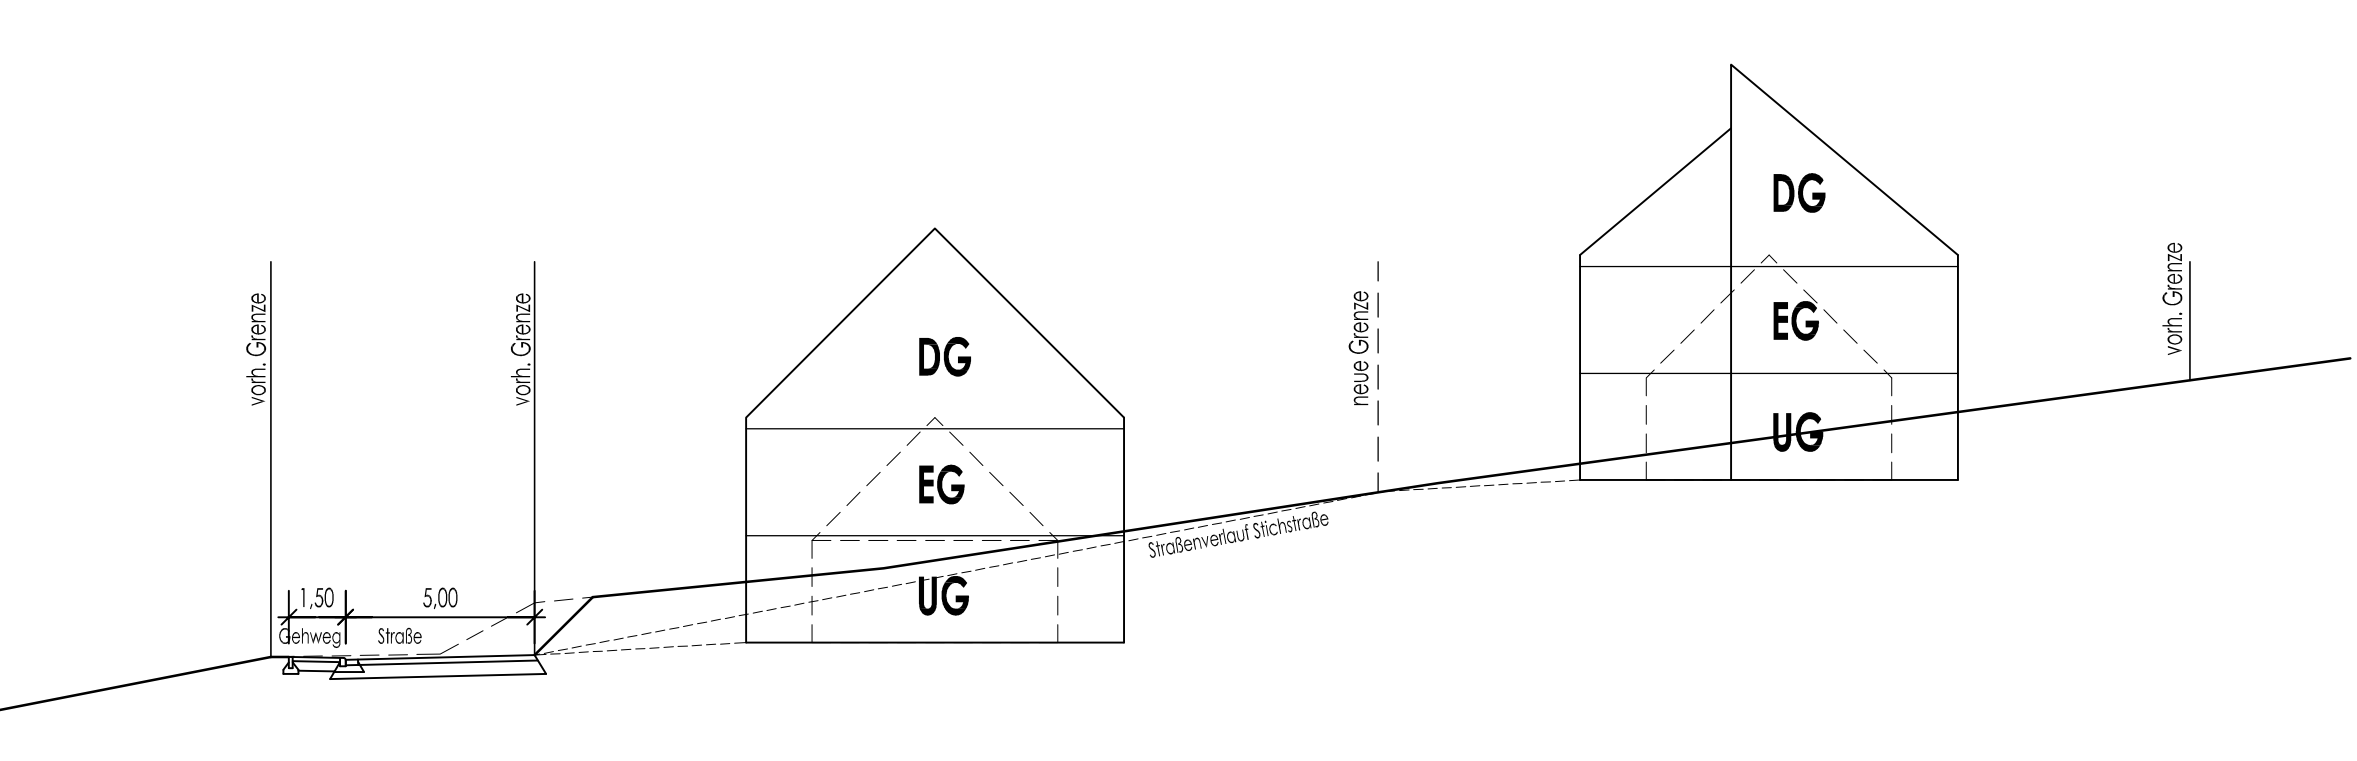 vorh. Grenze
vorh. Grenze
1,50
5,00
Gehweg
Straße
DG
EG
UG
neue Grenze
Straßenverlauf Stichstraße
DG
EG
UG
vorh. Grenze